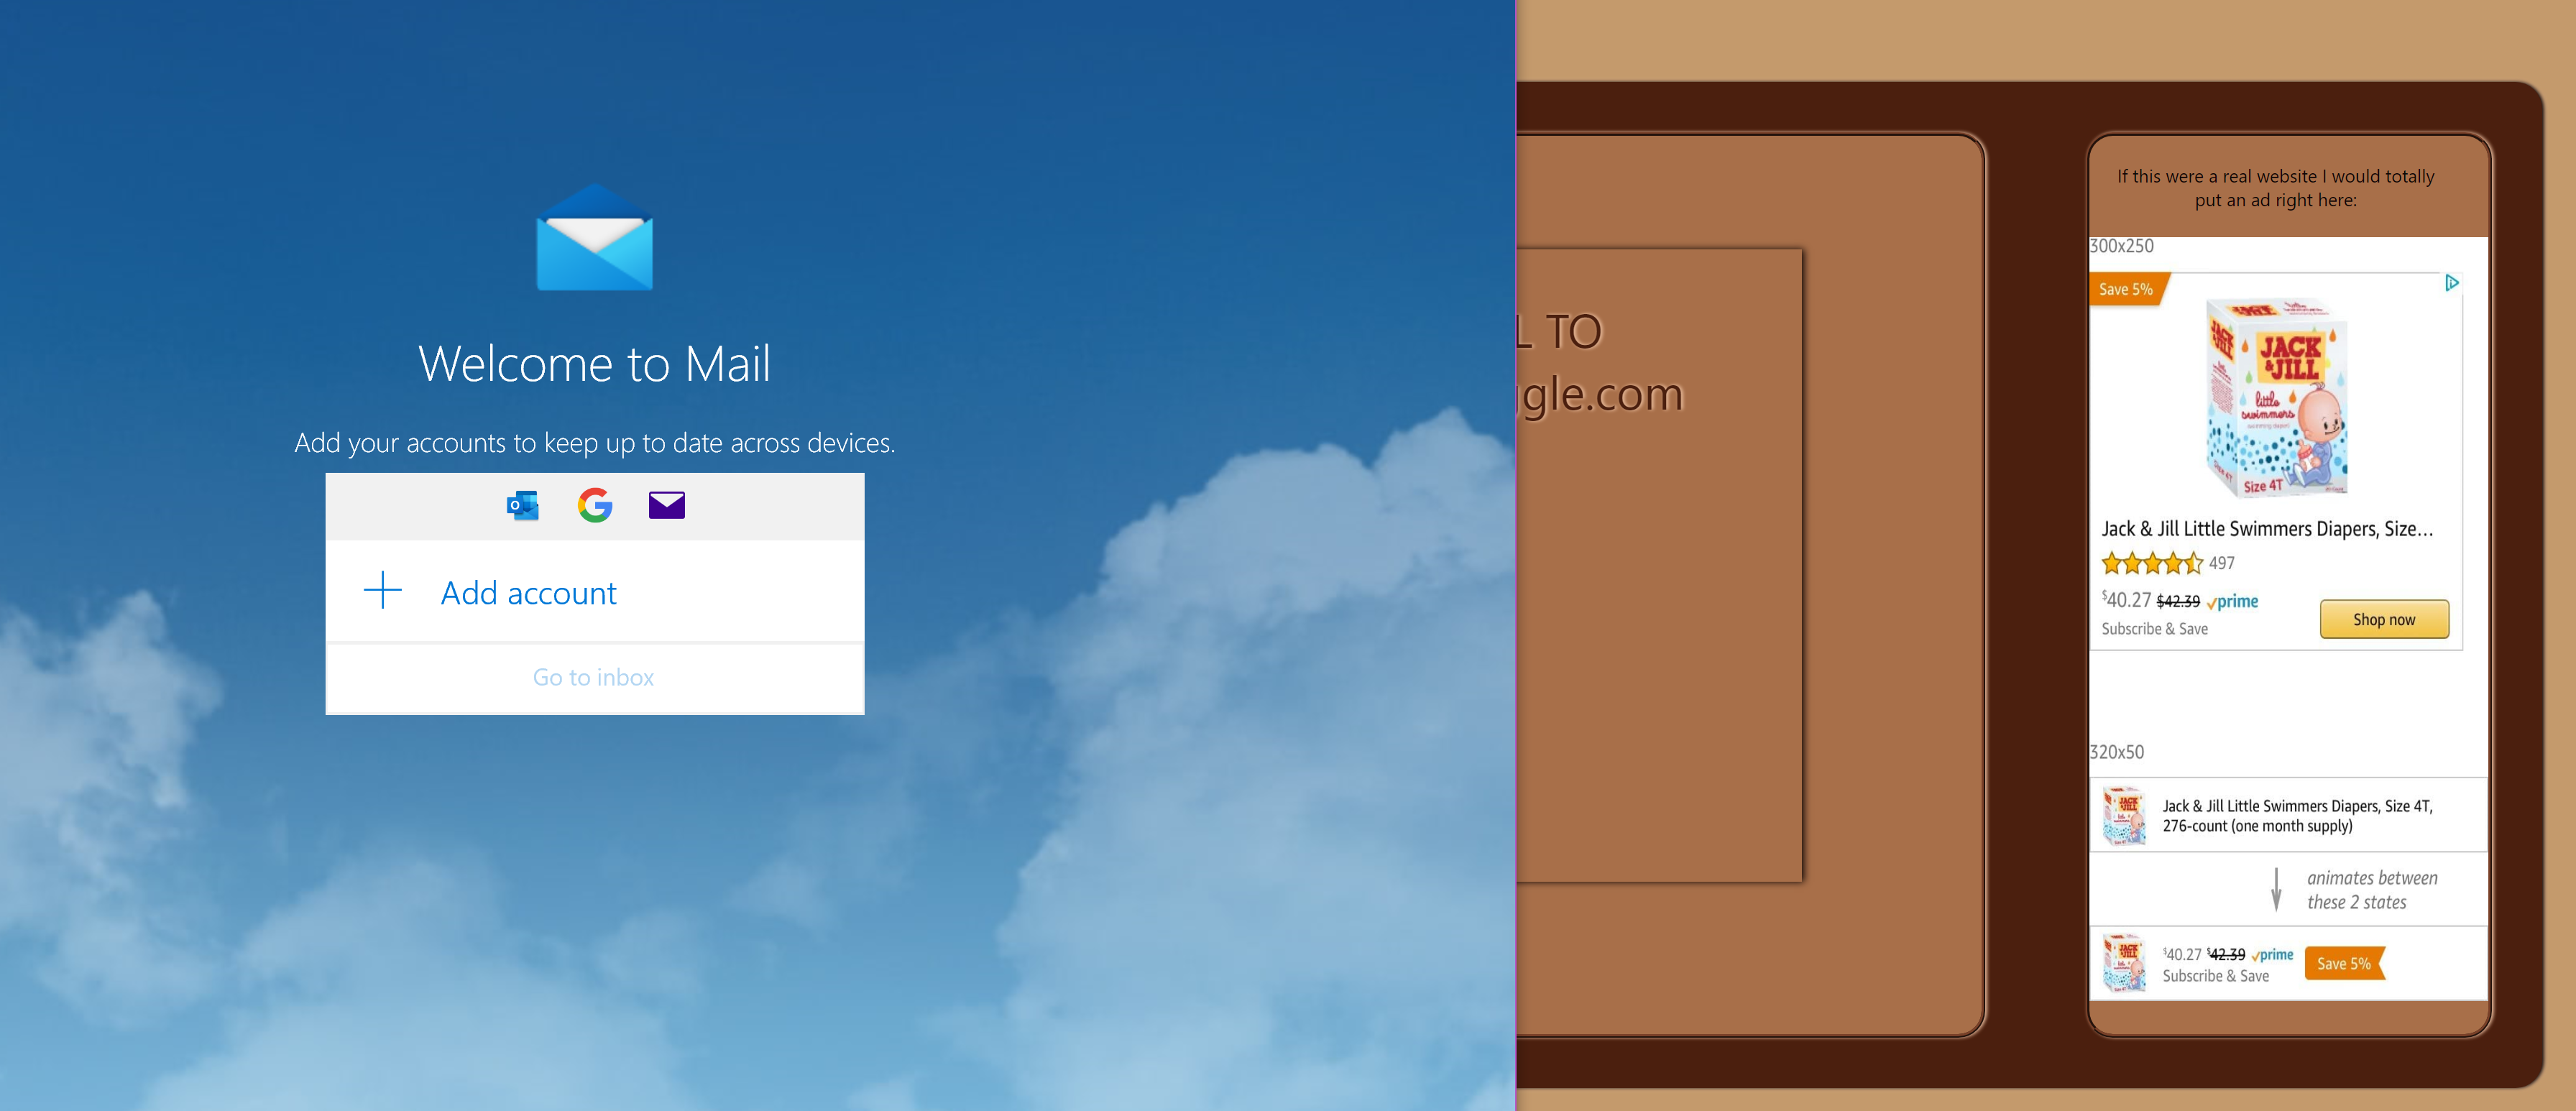 Welcome to Mail
Add your accounts to keep up to date across devices.
Add account
Go to inbox
L TO
gle.com
If this were a real website I would totally
put an ad right here:
300x250
Save 5%
JACK
&JILL
little
swimmers
Size 4T
Jack & Jill Little Swimmers Diapers, Size...
497
$40.27 $42.39 prime
Subscribe & Save
Shop now
320x50
Jack & Jill Little Swimmers Diapers, Size 4T,
276-count (one month supply)
animates between
these 2 states
$40.27 $42.39 prime
Subscribe & Save
Save 5%